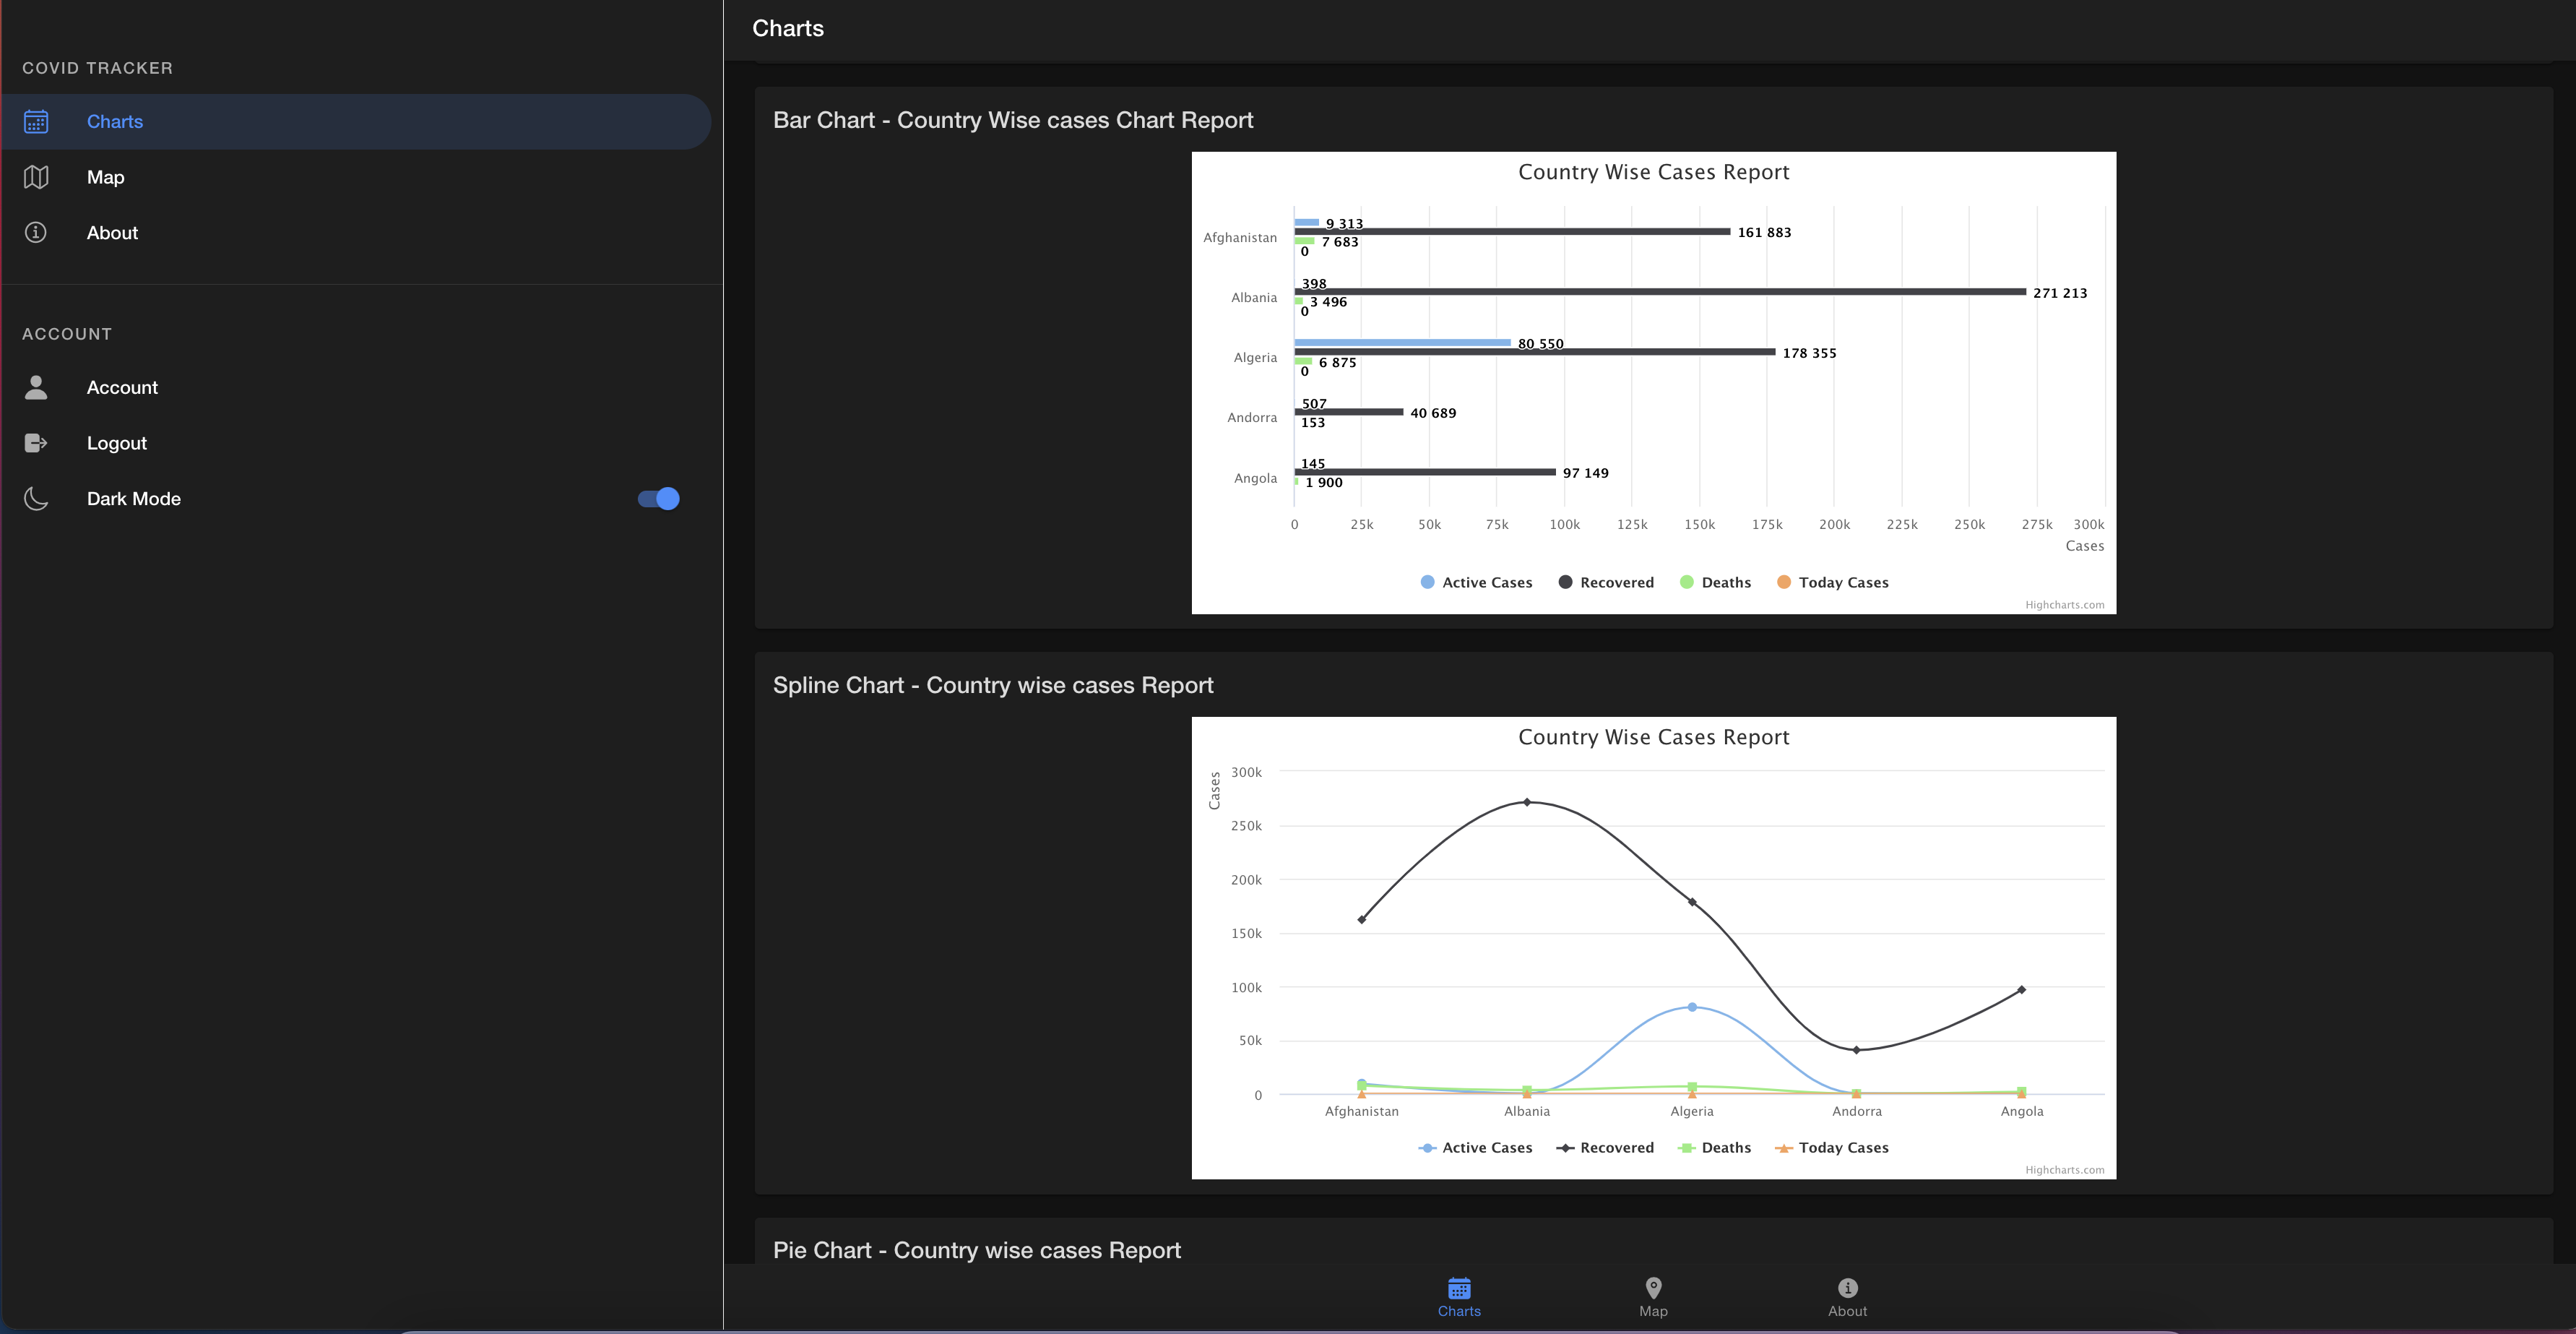 COVID TRACKER
Charts
Map
About
ACCOUNT
Account
Logout
Dark Mode
Charts
Bar Chart - Country Wise cases Chart Report
Country Wise Cases Report
Afghanistan
9 313
161 883
7 683
0
Albania
398
271 213
3 496
0
Algeria
80 550
178 355
6 875
0
Andorra
507
40 689
153
Angola
145
97 149
1 900
0 25k 50k 75k 100k 125k 150k 175k 200k 225k 250k 275k 300k
Cases
Active Cases Recovered Deaths Today Cases
Highcharts.com
Spline Chart - Country wise cases Report
Country Wise Cases Report
Cases
300k
250k
200k
150k
100k
50k
0
Afghanistan Albania Algeria Andorra Angola
Active Cases Recovered Deaths Today Cases
Highcharts.com
Pie Chart - Country wise cases Report
Charts Map About